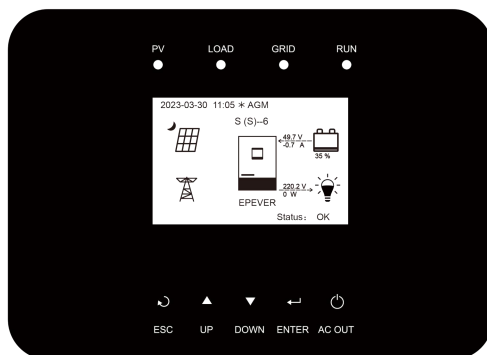 PV LOAD GRID RUN
2023-03-30 11:05 * AGM
S (S)--6
49.7 V
-0.7 A
35 %
220.2 V
0 W
EPEVER
Status: OK
ESC UP DOWN ENTER AC OUT